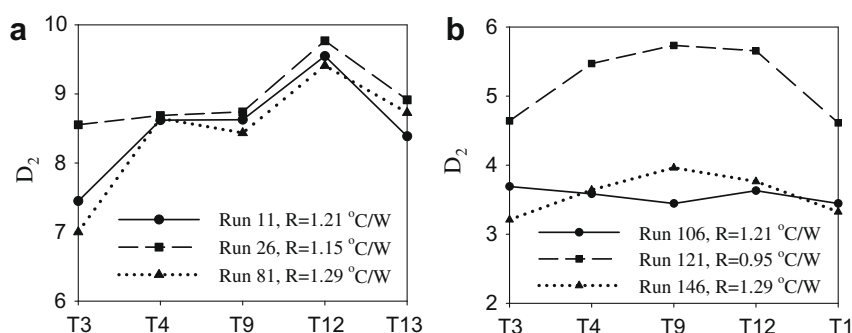 a
10
9
8
7
6
D2
Run 11, R=1.21 °C/W
Run 26, R=1.15 °C/W
Run 81, R=1.29 °C/W
T3 T4 T9 T12 T13
b
6
5
4
3
2
D2
Run 106, R=1.21 °C/W
Run 121, R=0.95 °C/W
Run 146, R=1.29 °C/W
T3 T4 T9 T12 T1